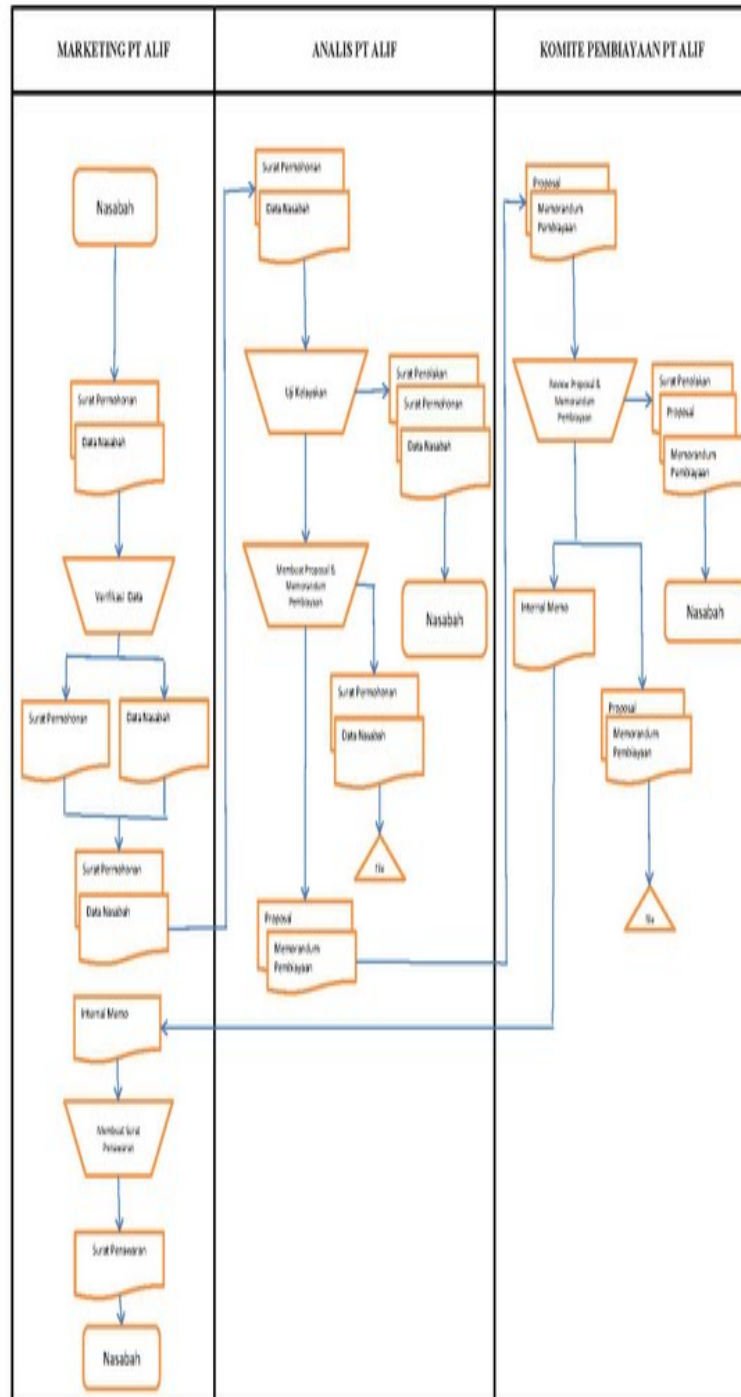 MARKETING PT ALIF
Nasabah
Surat Permohonan
Data Nasabah
Verifikasi Data
Surat Permohonan
Data Nasabah
Surat Permohonan
Data Nasabah
Internal Memo
Membuat Surat
Penawaran
Surat Penawaran
Nasabah
ANALIS PT ALIF
Surat Permohonan
Data Nasabah
Uji Kelayakan
Surat Penolakan
Surat Permohonan
Data Nasabah
Nasabah
Membuat Proposal &
Memorandum
Pembiayaan
Surat Permohonan
Data Nasabah
file
Proposal
Memorandum
Pembiayaan
KOMITE PEMBIAYAAN PT ALIF
Proposal
Memorandum
Pembiayaan
Review Proposal &
Memorandum
Pembiayaan
Surat Penolakan
Proposal
Memorandum
Pembiayaan
Nasabah
Internal Memo
Proposal
Memorandum
Pembiayaan
file